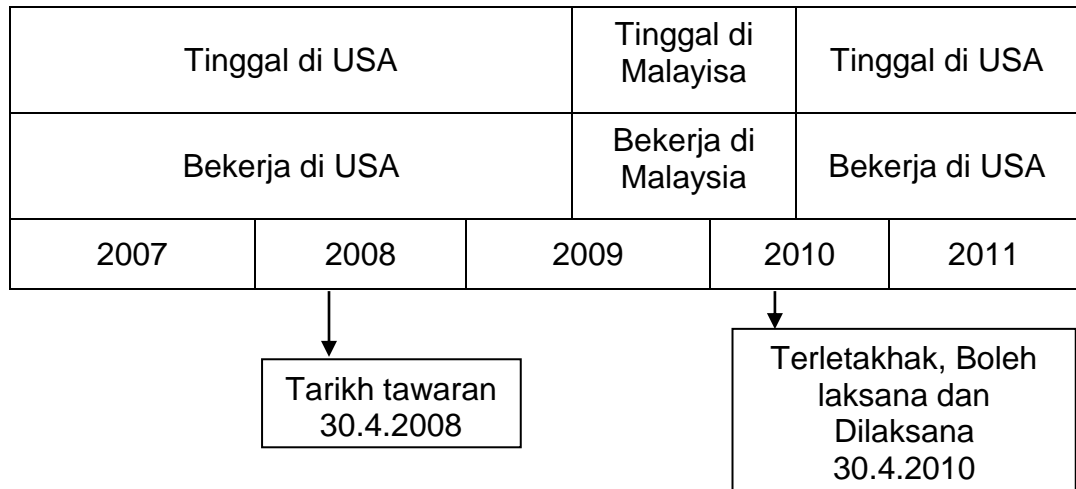 Tinggal di USA
Tinggal di
Malayisa
Tinggal di USA
Bekerja di USA
Bekerja di
Malaysia
Bekerja di USA
2007
2008
2009
2010
2011
Tarikh tawaran
30.4.2008
Terletakhak, Boleh
laksana dan
Dilaksana
30.4.2010